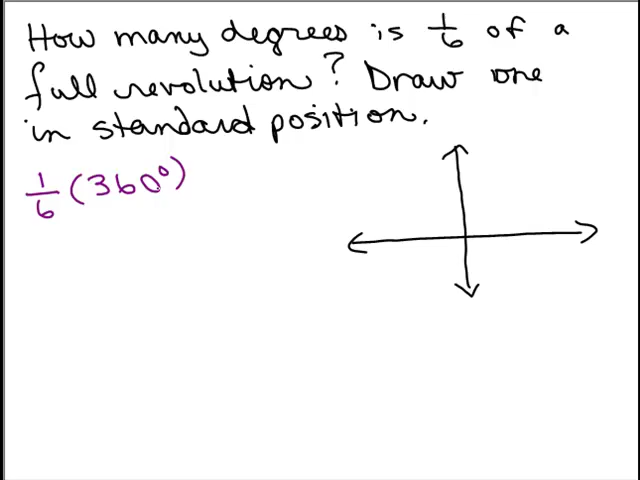 How many degrees is 1/6 of a
full revolution? Draw one
in standard position.
1/6 (360°)